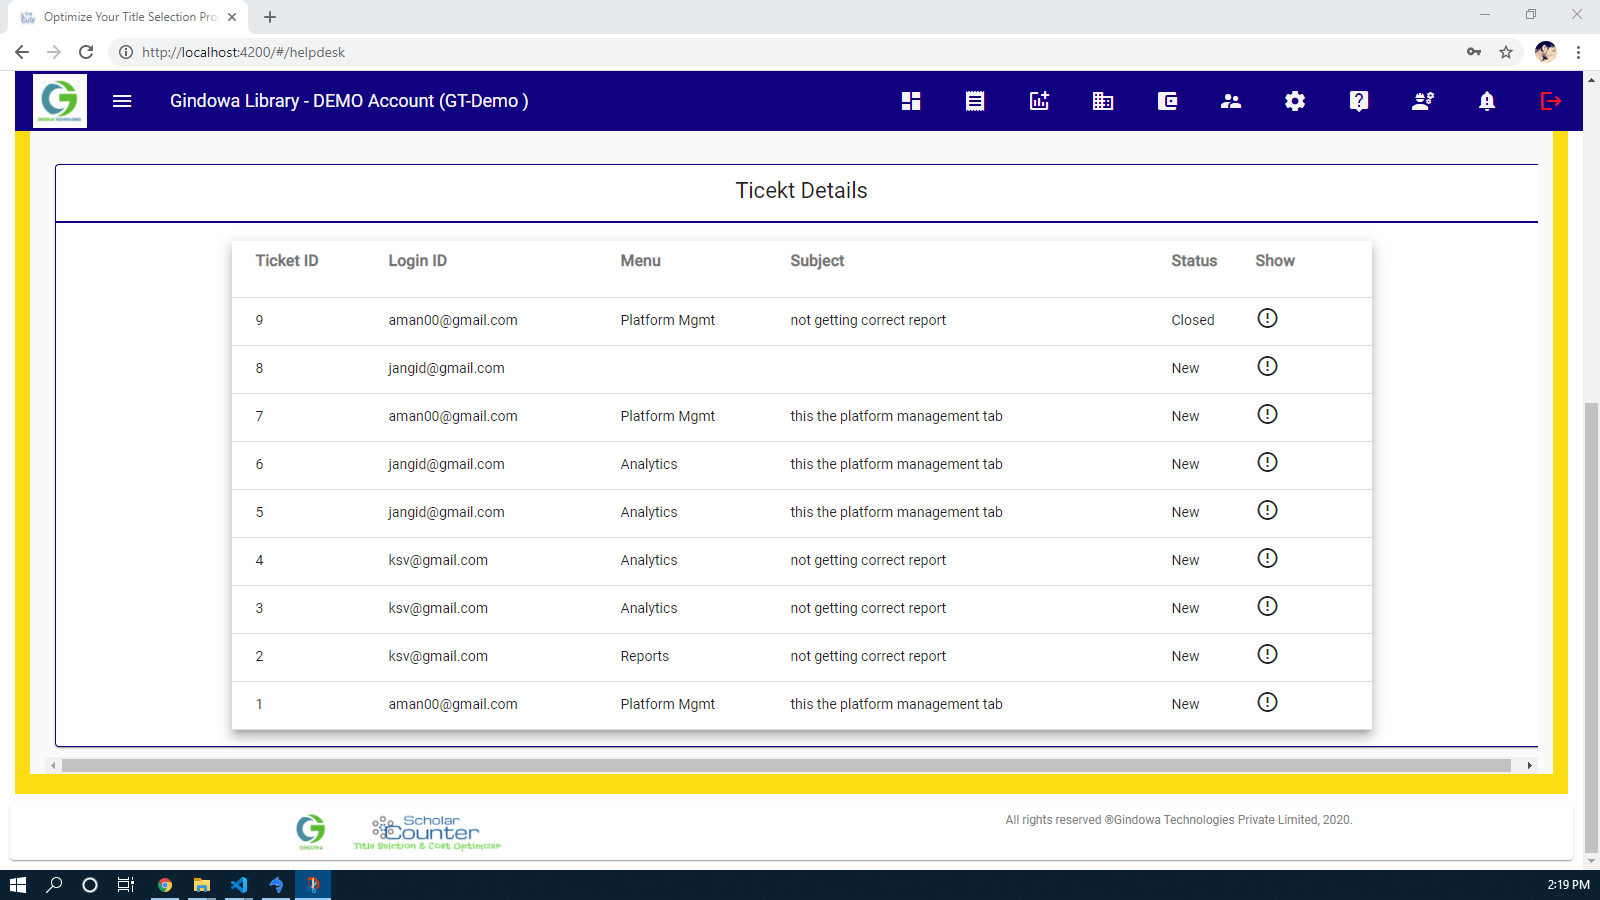 Optimize Your Title Selection Pro
http://localhost:4200/#/helpdesk
Gindowa Library - DEMO Account (GT-Demo )
Ticekt Details
Ticket ID Login ID Menu Subject Status Show
9 aman00@gmail.com Platform Mgmt not getting correct report Closed
8 jangid@gmail.com New
7 aman00@gmail.com Platform Mgmt this the platform management tab New
6 jangid@gmail.com Analytics this the platform management tab New
5 jangid@gmail.com Analytics this the platform management tab New
4 ksv@gmail.com Analytics not getting correct report New
3 ksv@gmail.com Analytics not getting correct report New
2 ksv@gmail.com Reports not getting correct report New
1 aman00@gmail.com Platform Mgmt this the platform management tab New
GINDOWA
Scholar
Counter
Title Selction & Cost Optimizer
All rights reserved ®Gindowa Technologies Private Limited, 2020.
2:19 PM